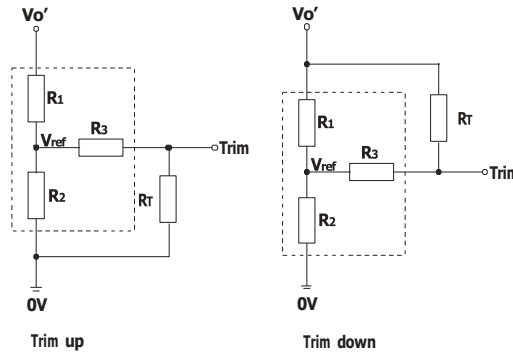 Vo'
R1
Vref
R3
Trim
R2
RT
0V
Trim up
Vo'
R1
RT
Vref
R3
Trim
R2
0V
Trim down